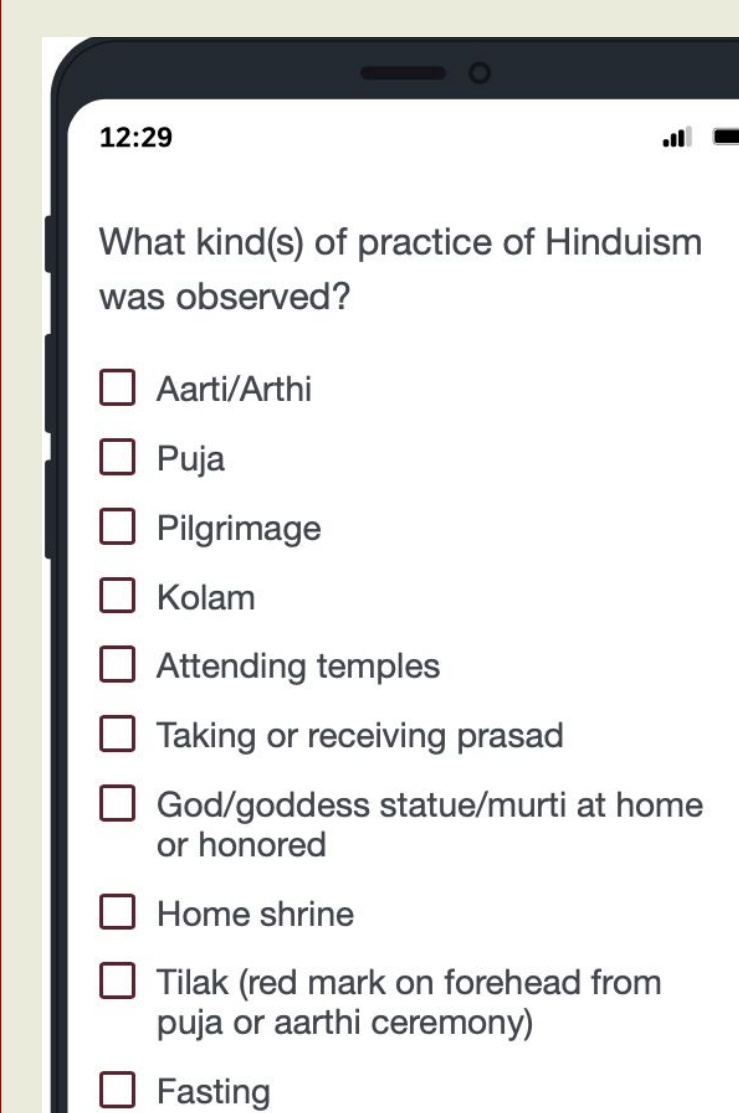 12:29
What kind(s) of practice of Hinduism
was observed?
Aarti/Arthi
Puja
Pilgrimage
Kolam
Attending temples
Taking or receiving prasad
God/goddess statue/murti at home
or honored
Home shrine
Tilak (red mark on forehead from
puja or aarthi ceremony)
Fasting